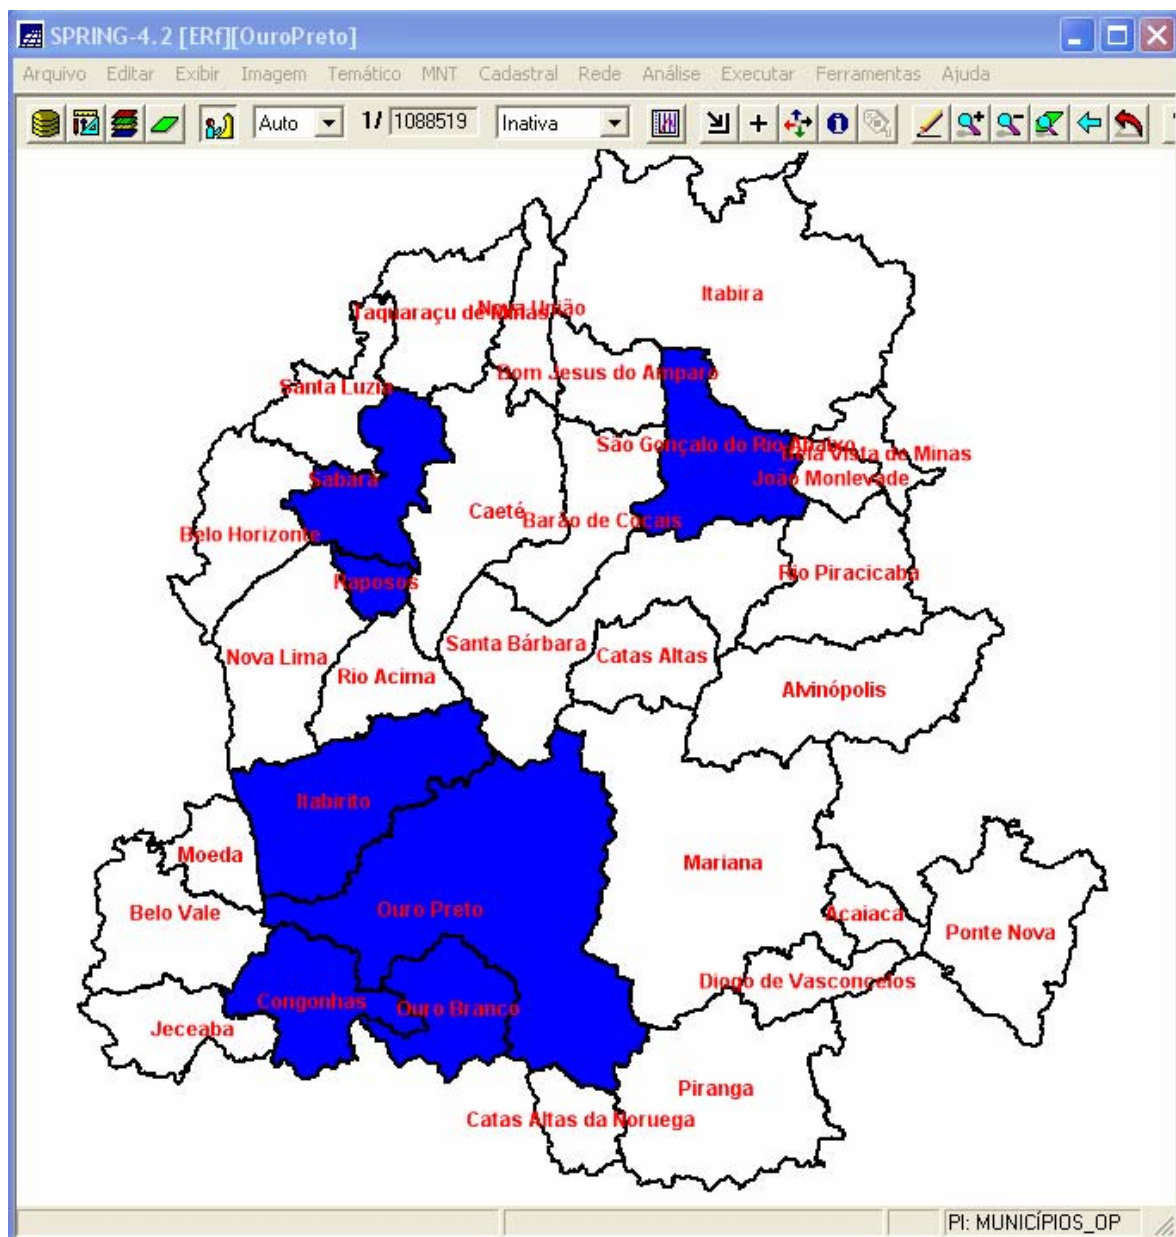 SPRING-4.2 [ERf][OuroPreto]
Arquivo Editar Exibir Imagem Temático MNT Cadastral Rede Análise Executar Ferramentas Ajuda
Auto 1/ 1088519 Inativa
Itabira
Taquaraçu de Minas
Nova União
Bom Jesus do Amparo
Santa Luzia
São Gonçalo do Rio Abaixo
Bela Vista de Minas
Sabará
João Monlevade
Caeté
Barão de Cocais
Belo Horizonte
Rio Piracicaba
Raposos
Santa Bárbara
Nova Lima
Catas Altas
Rio Acima
Alvinópolis
Itabirito
Moeda
Mariana
Belo Vale
Ouro Preto
Acaiaca
Ponte Nova
Diogo de Vasconcelos
Congonhas
Ouro Branco
Jeceaba
Piranga
Catas Altas da Noruega
PI: MUNICÍPIOS_OP